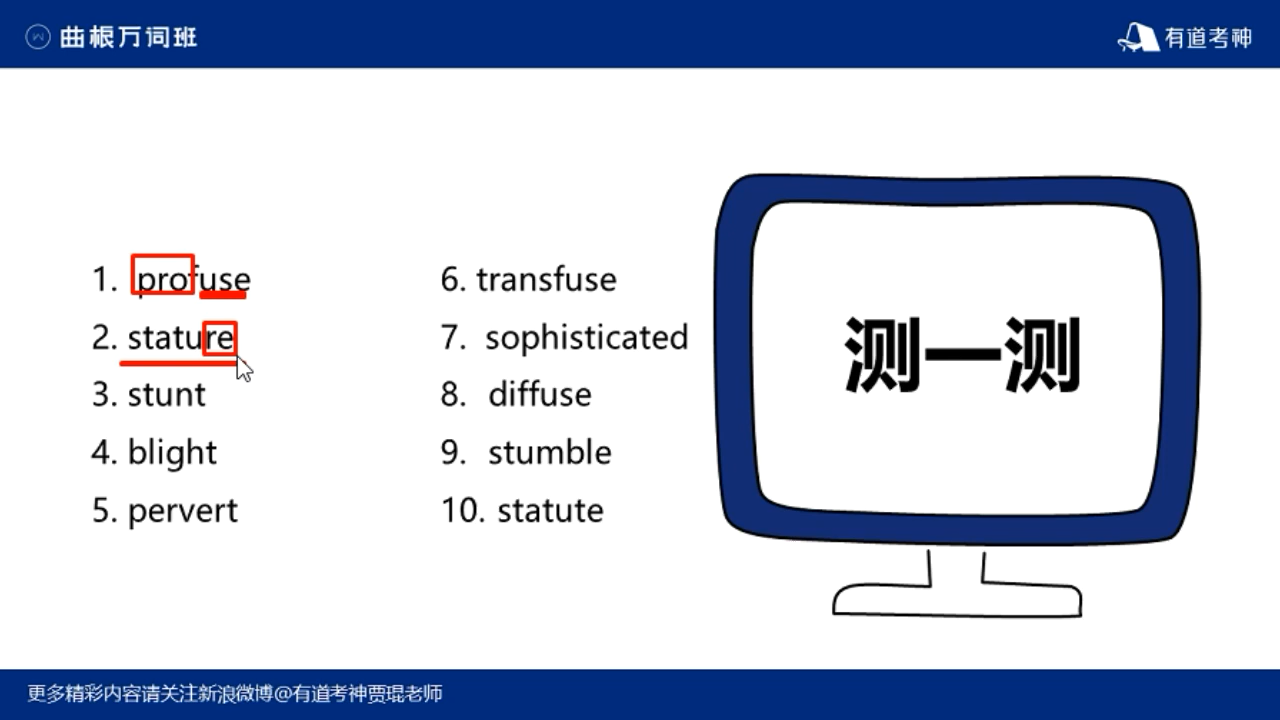 曲根万词班
有道考神
1. profuse
2. stature
3. stunt
4. blight
5. pervert
6. transfuse
7. sophisticated
8. diffuse
9. stumble
10. statute
测一测
更多精彩内容请关注新浪微博@有道考神贾琨老师